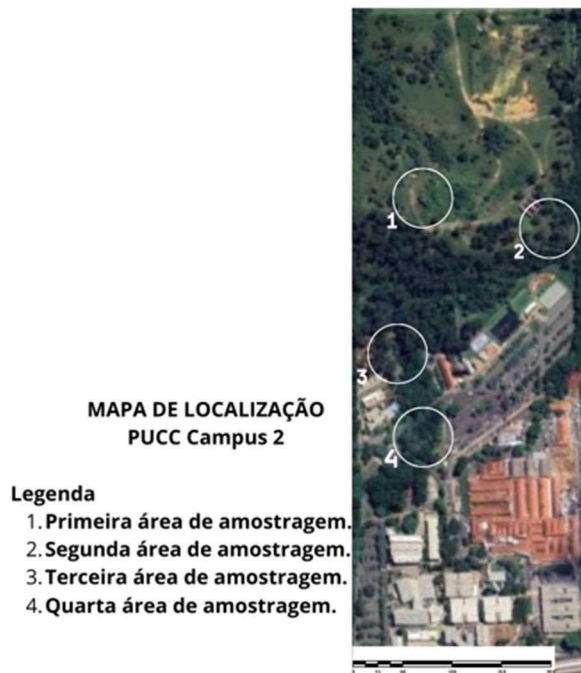 MAPA DE LOCALIZAÇÃO
PUCC Campus 2
Legenda
1. Primeira área de amostragem.
2. Segunda área de amostragem.
3. Terceira área de amostragem.
4. Quarta área de amostragem.
1
2
3
4